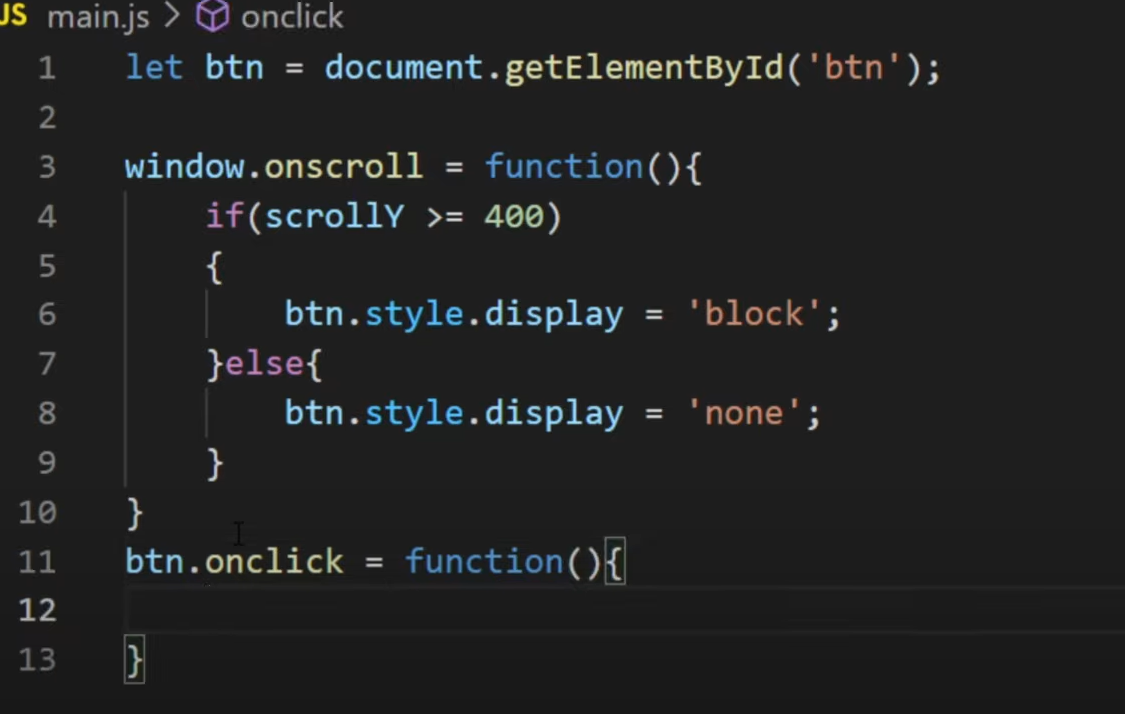 JS main.js > onclick
1 let btn = document.getElementById('btn');
2
3 window.onscroll = function(){
4     if(scrollY >= 400)
5     {
6         btn.style.display = 'block';
7     }else{
8         btn.style.display = 'none';
9     }
10 }
11 btn.onclick = function(){
12
13 }